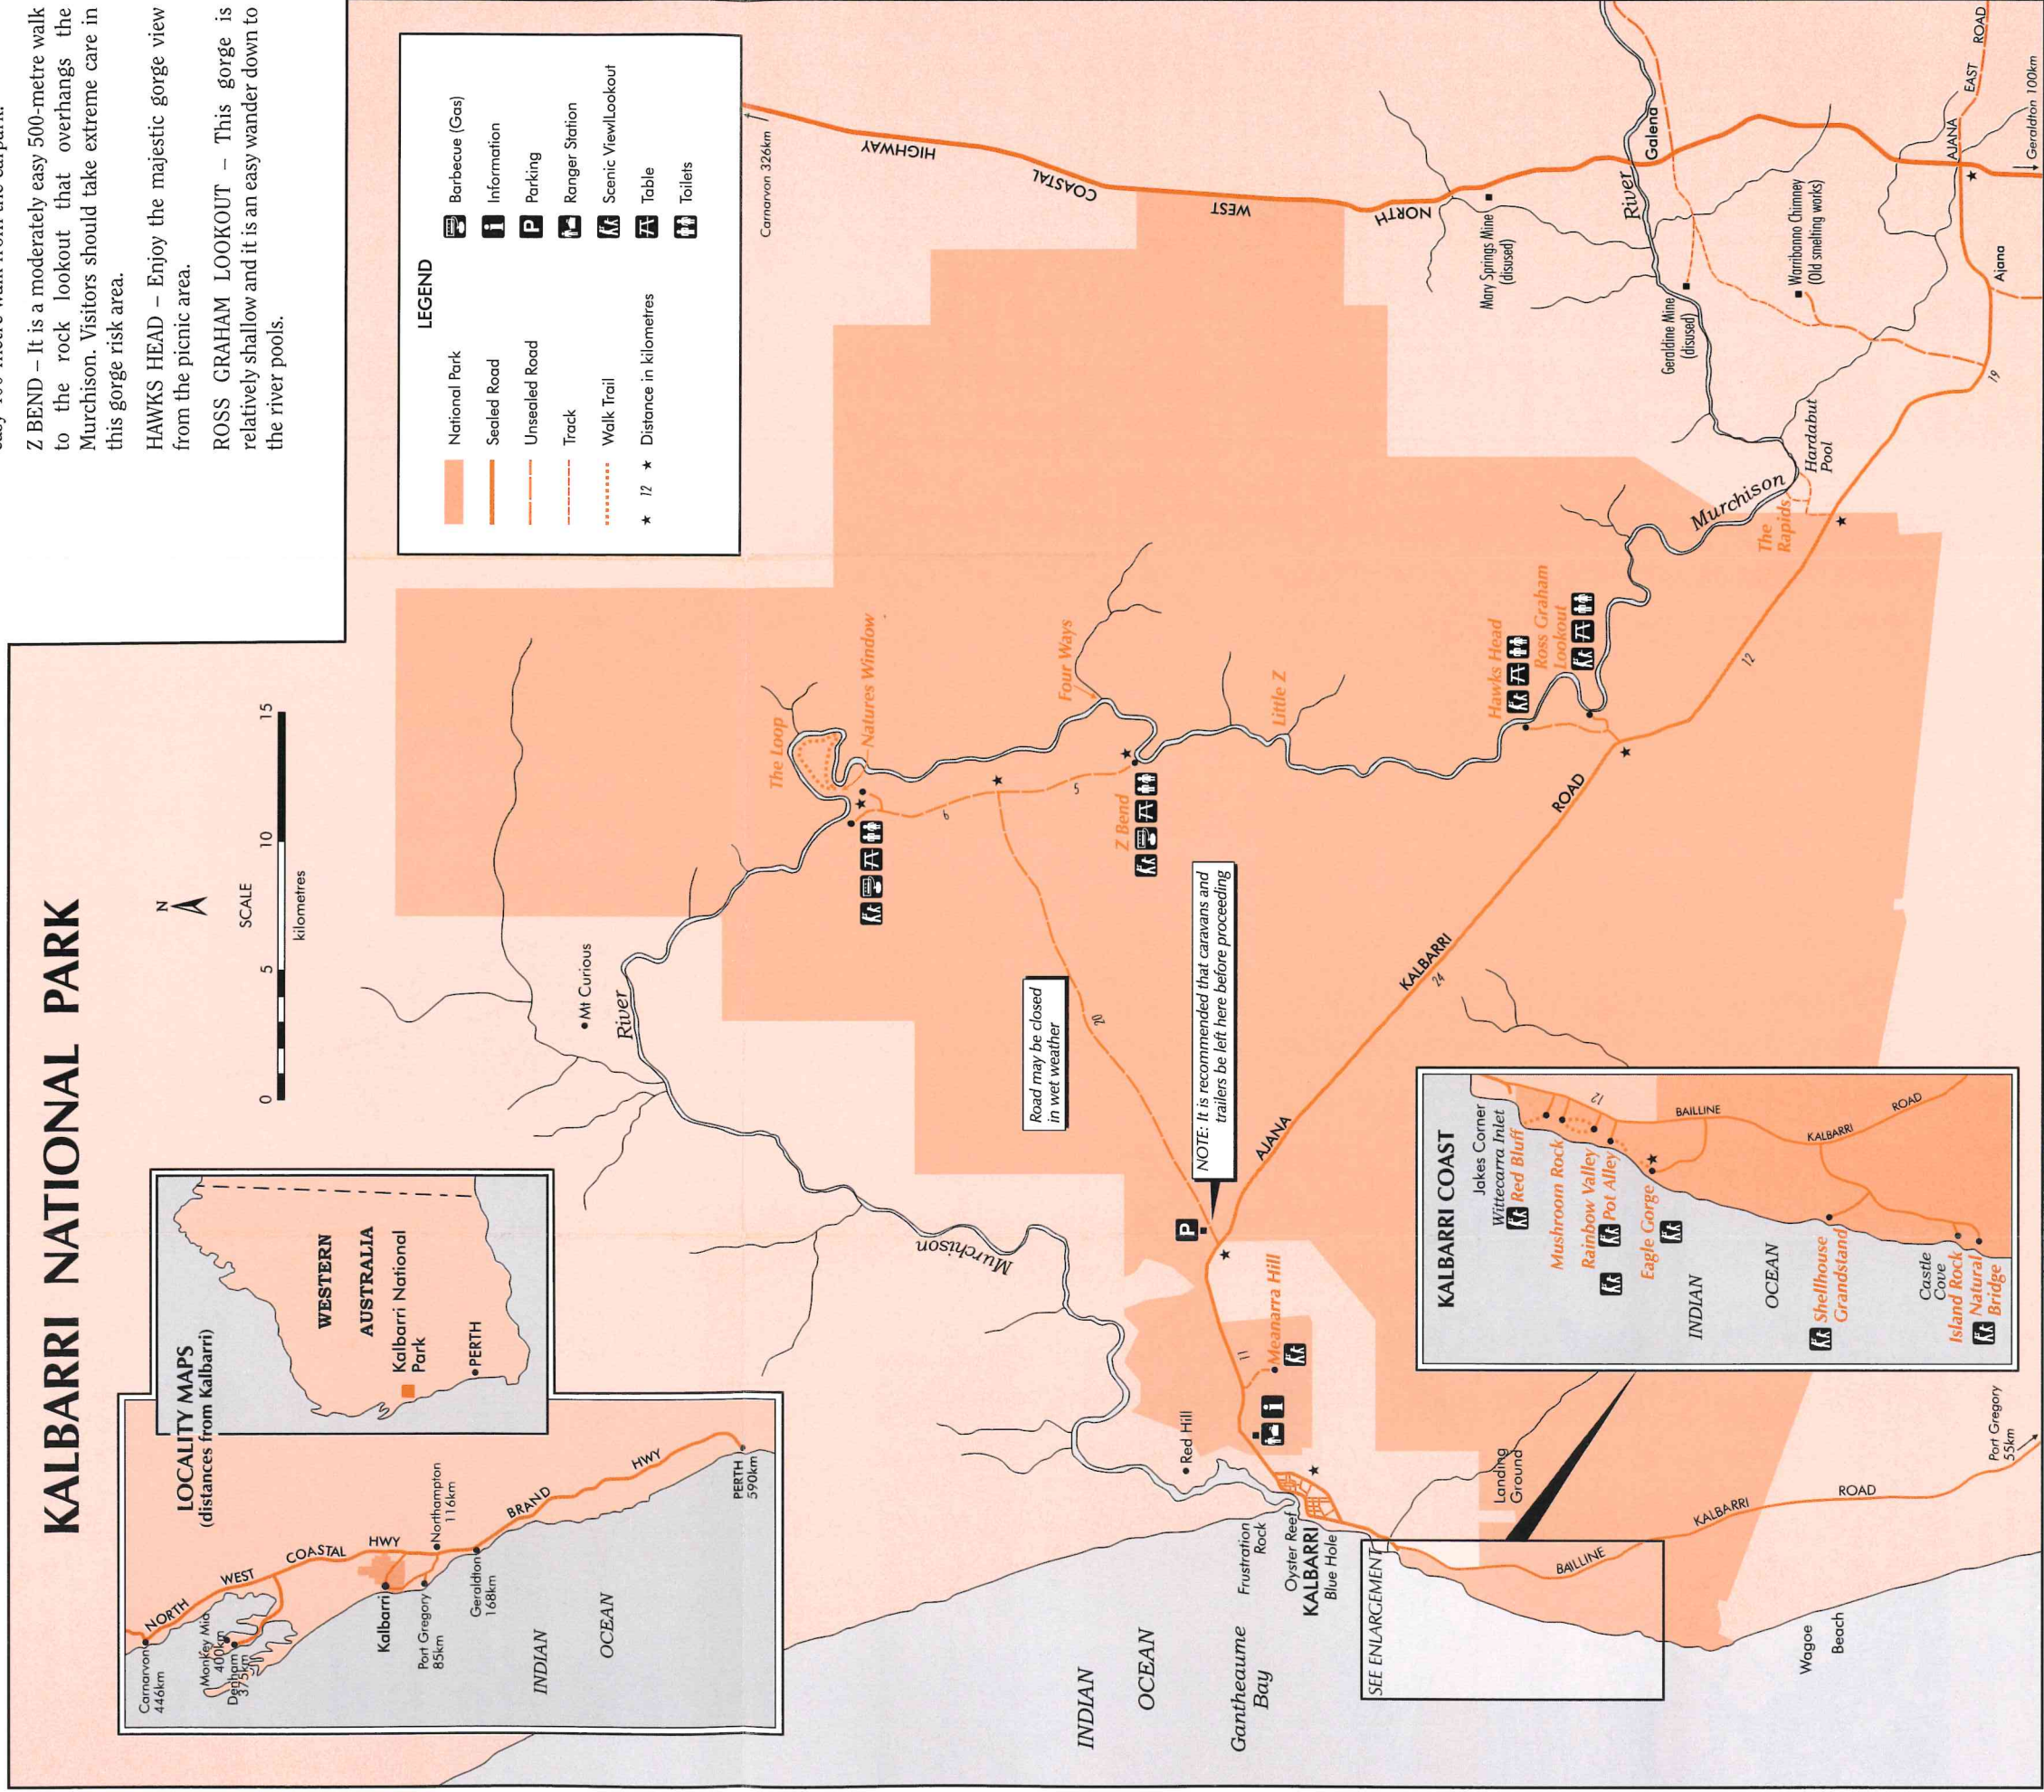 Z BEND – It is a moderately easy 500-metre walk
to the rock lookout that overhangs the
Murchison. Visitors should take extreme care in
this gorge risk area.
HAWKS HEAD – Enjoy the majestic gorge view
from the picnic area.
ROSS GRAHAM LOOKOUT – This gorge is
relatively shallow and it is an easy wander down to
the river pools.
KALBARRI NATIONAL PARK
LOCALITY MAPS
(distances from Kalbarri)
Carnarvon
446km
NORTH
WEST
COASTAL
HWY
Monkey Mia
400km
Denham
375km
Kalbarri
Port Gregory
85km
Northampton
116km
Geraldton
168km
BRAND
HWY
PERTH
590km
INDIAN
OCEAN
WESTERN
AUSTRALIA
Kalbarri National
Park
PERTH
N
SCALE
0
5
10
15
kilometres
LEGEND
National Park
Sealed Road
Unsealed Road
Track
Walk Trail
★ 12 ★ Distance in kilometres
Barbecue (Gas)
i Information
P Parking
Ranger Station
Scenic View/Lookout
Table
Toilets
Carnarvon 326km
HIGHWAY
COASTAL
WEST
NORTH
Mt Curious
River
Murchison
The Loop
Natures Window
6
Four Ways
5
Z Bend
Little Z
20
Road may be closed
in wet weather
NOTE: It is recommended that caravans and
trailers be left here before proceeding
P
Hawks Head
Ross Graham
Lookout
AJANA
KALBARRI
ROAD
24
12
Murchison
The
Rapids
Hardabut
Pool
Mary Springs Mine
(disused)
Geraldine Mine
(disused)
River
Galena
Warribanno Chimney
(Old smelting works)
19
Ajana
AJANA
EAST
ROAD
Geraldton 100km
Meanarra Hill
11
i
Red Hill
INDIAN
OCEAN
Gantheaume
Bay
Frustration
Rock
Oyster Reef
KALBARRI
Blue Hole
SEE ENLARGEMENT
Landing
Ground
BAILLINE
KALBARRI
ROAD
Port Gregory
55km
Wagoe
Beach
KALBARRI COAST
Jakes Corner
Wittecarra Inlet
Red Bluff
Mushroom Rock
Rainbow Valley
Pot Alley
Eagle Gorge
12
BAILLINE
KALBARRI
ROAD
INDIAN
OCEAN
Shellhouse
Grandstand
Castle
Cove
Island Rock
Natural
Bridge